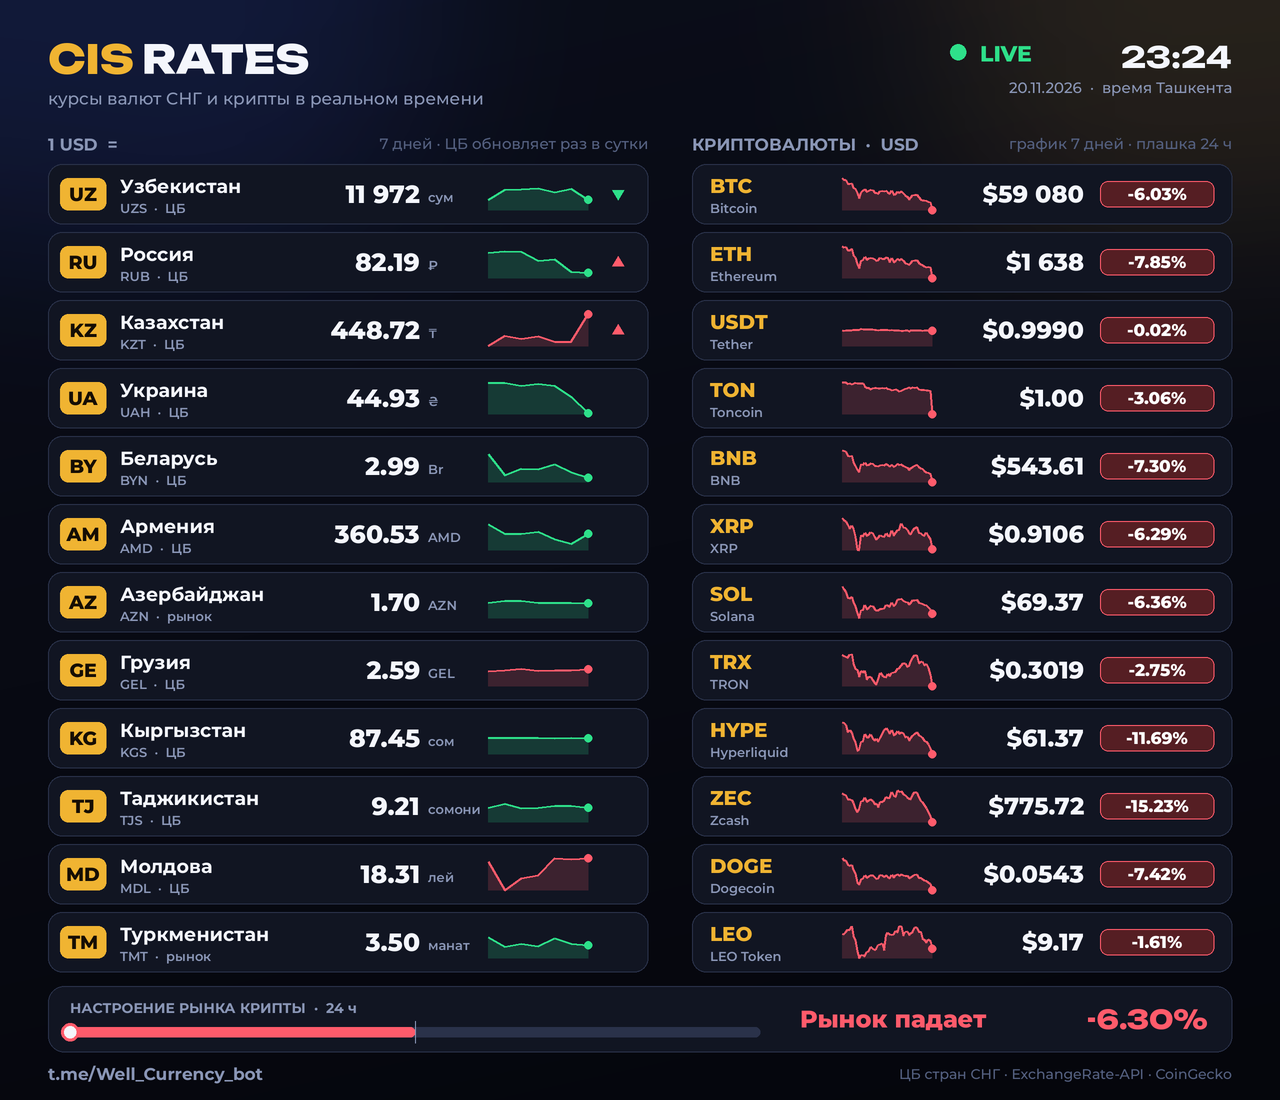 CIS RATES
курсы валют СНГ и крипты в реальном времени
LIVE
23:24
20.11.2026 · время Ташкента
1 USD =
7 дней · ЦБ обновляет раз в сутки
UZ
Узбекистан
UZS · ЦБ
11 972 сум
RU
Россия
RUB · ЦБ
82.19 ₽
KZ
Казахстан
KZT · ЦБ
448.72 ₸
UA
Украина
UAH · ЦБ
44.93 ₴
BY
Беларусь
BYN · ЦБ
2.99 Br
AM
Армения
AMD · ЦБ
360.53 AMD
AZ
Азербайджан
AZN · рынок
1.70 AZN
GE
Грузия
GEL · ЦБ
2.59 GEL
KG
Кыргызстан
KGS · ЦБ
87.45 сом
TJ
Таджикистан
TJS · ЦБ
9.21 сомони
MD
Молдова
MDL · ЦБ
18.31 лей
TM
Туркменистан
TMT · рынок
3.50 манат
КРИПТОВАЛЮТЫ · USD
график 7 дней · плашка 24 ч
BTC
Bitcoin
$59 080
-6.03%
ETH
Ethereum
$1 638
-7.85%
USDT
Tether
$0.9990
-0.02%
TON
Toncoin
$1.00
-3.06%
BNB
BNB
$543.61
-7.30%
XRP
XRP
$0.9106
-6.29%
SOL
Solana
$69.37
-6.36%
TRX
TRON
$0.3019
-2.75%
HYPE
Hyperliquid
$61.37
-11.69%
ZEC
Zcash
$775.72
-15.23%
DOGE
Dogecoin
$0.0543
-7.42%
LEO
LEO Token
$9.17
-1.61%
НАСТРОЕНИЕ РЫНКА КРИПТЫ · 24 ч
Рынок падает
-6.30%
t.me/Well_Currency_bot
ЦБ стран СНГ · ExchangeRate-API · CoinGecko